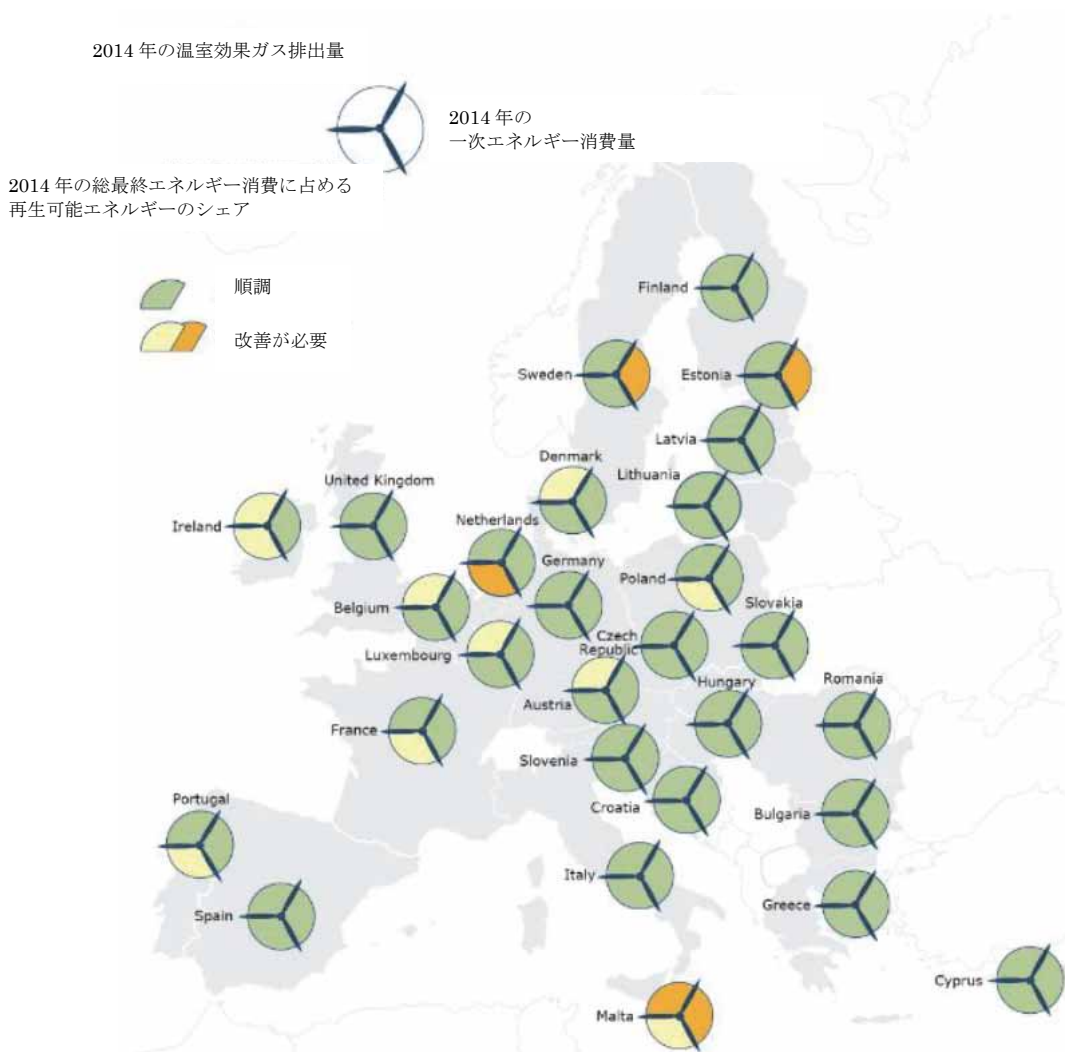 2014 年の温室効果ガス排出量
2014 年の
一次エネルギー消費量
2014 年の総最終エネルギー消費に占める
再生可能エネルギーのシェア
順調
改善が必要
Finland
Sweden
Estonia
Latvia
Denmark
Lithuania
United Kingdom
Ireland
Netherlands
Germany
Poland
Belgium
Slovakia
Luxembourg
Czech
Republic
Hungary
Romania
Austria
France
Slovenia
Portugal
Croatia
Bulgaria
Italy
Greece
Spain
Cyprus
Malta